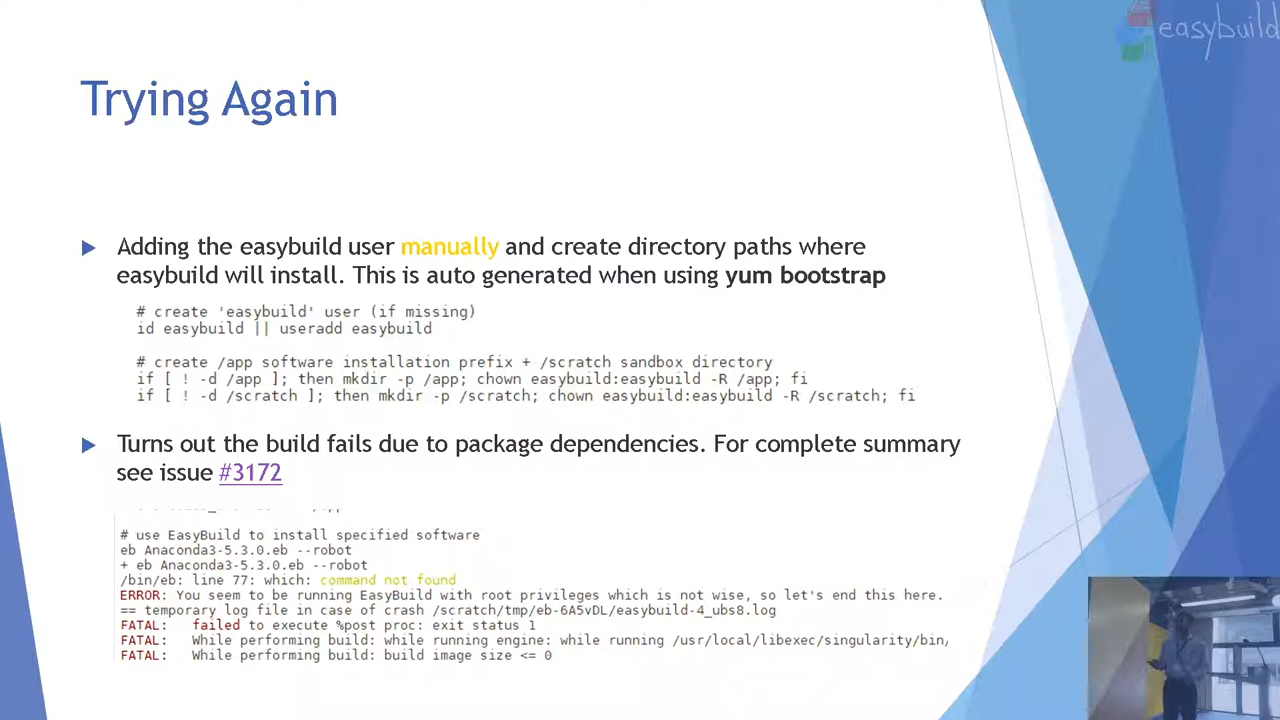 easybuild
Trying Again
Adding the easybuild user manually and create directory paths where
easybuild will install. This is auto generated when using yum bootstrap
# create 'easybuild' user (if missing)
id easybuild || useradd easybuild
# create /app software installation prefix + /scratch sandbox directory
if [ ! -d /app ]; then mkdir -p /app; chown easybuild:easybuild -R /app; fi
if [ ! -d /scratch ]; then mkdir -p /scratch; chown easybuild:easybuild -R /scratch; fi
Turns out the build fails due to package dependencies. For complete summary
see issue #3172
# use EasyBuild to install specified software
eb Anaconda3-5.3.0.eb --robot
+ eb Anaconda3-5.3.0.eb --robot
/bin/eb: line 77: which: command not found
ERROR: You seem to be running EasyBuild with root privileges which is not wise, so let's end this here.
== temporary log file in case of crash /scratch/tmp/eb-6A5vDL/easybuild-4_ubs8.log
FATAL: failed to execute %post proc: exit status 1
FATAL: While performing build: while running engine: while running /usr/local/libexec/singularity/bin,
FATAL: While performing build: build image size <= 0